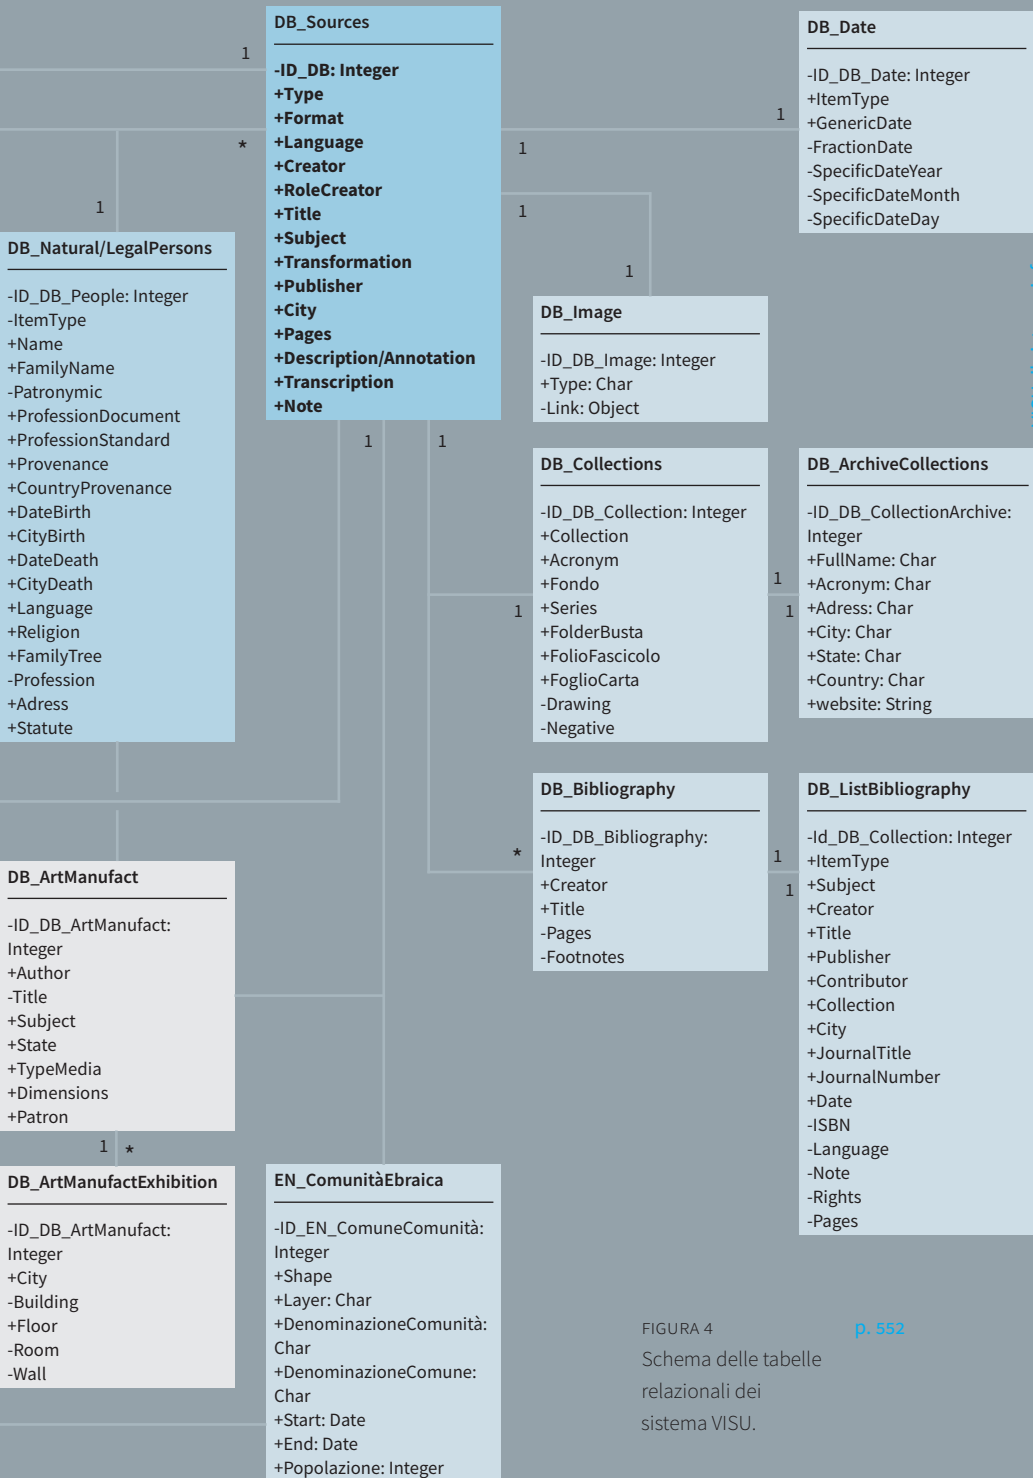 DB_Sources
-ID_DB: Integer
+Type
+Format
+Language
+Creator
+RoleCreator
+Title
+Subject
+Transformation
+Publisher
+City
+Pages
+Description/Annotation
+Transcription
+Note
DB_Date
-ID_DB_Date: Integer
+ItemType
+GenericDate
-FractionDate
-SpecificDateYear
-SpecificDateMonth
-SpecificDateDay
1
*
1
1
1
1
1
DB_Natural/LegalPersons
-ID_DB_People: Integer
-ItemType
+Name
+FamilyName
-Patronymic
+ProfessionDocument
+ProfessionStandard
+Provenance
+CountryProvenance
+DateBirth
+CityBirth
+DateDeath
+CityDeath
+Language
+Religion
+FamilyTree
-Profession
+Adress
+Statute
DB_Image
-ID_DB_Image: Integer
+Type: Char
-Link: Object
1
1
DB_Collections
-ID_DB_Collection: Integer
+Collection
+Acronym
+Fondo
+Series
+FolderBusta
+FolioFascicolo
+FoglioCarta
-Drawing
-Negative
1
1
1
DB_ArchiveCollections
-ID_DB_CollectionArchive:
Integer
+FullName: Char
+Acronym: Char
+Adress: Char
+City: Char
+State: Char
+Country: Char
+website: String
DB_Bibliography
-ID_DB_Bibliography:
Integer
+Creator
+Title
-Pages
-Footnotes
*
1
1
DB_ListBibliography
-Id_DB_Collection: Integer
+ItemType
+Subject
+Creator
+Title
+Publisher
+Contributor
+Collection
+City
+JournalTitle
+JournalNumber
+Date
-ISBN
-Language
-Note
-Rights
-Pages
DB_ArtManufact
-ID_DB_ArtManufact:
Integer
+Author
-Title
+Subject
+State
+TypeMedia
+Dimensions
+Patron
1 *
DB_ArtManufactExhibition
-ID_DB_ArtManufact:
Integer
+City
-Building
+Floor
-Room
-Wall
EN_ComunitàEbraica
-ID_EN_ComuneComunità:
Integer
+Shape
+Layer: Char
+DenominazioneComunità:
Char
+DenominazioneComune:
Char
+Start: Date
+End: Date
+Popolazione: Integer
FIGURA 4
p. 552
Schema delle tabelle
relazionali dei
sistema VISU.